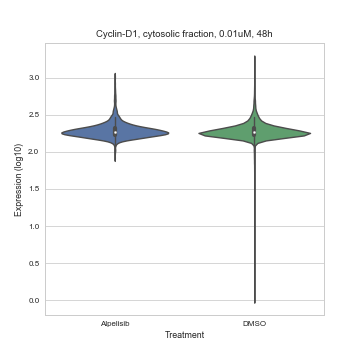 Cyclin-D1, cytosolic fraction, 0.01uM, 48h
3.0
2.5
2.0
1.5
1.0
0.5
0.0
Expression (log10)
Alpelisib DMSO
Treatment